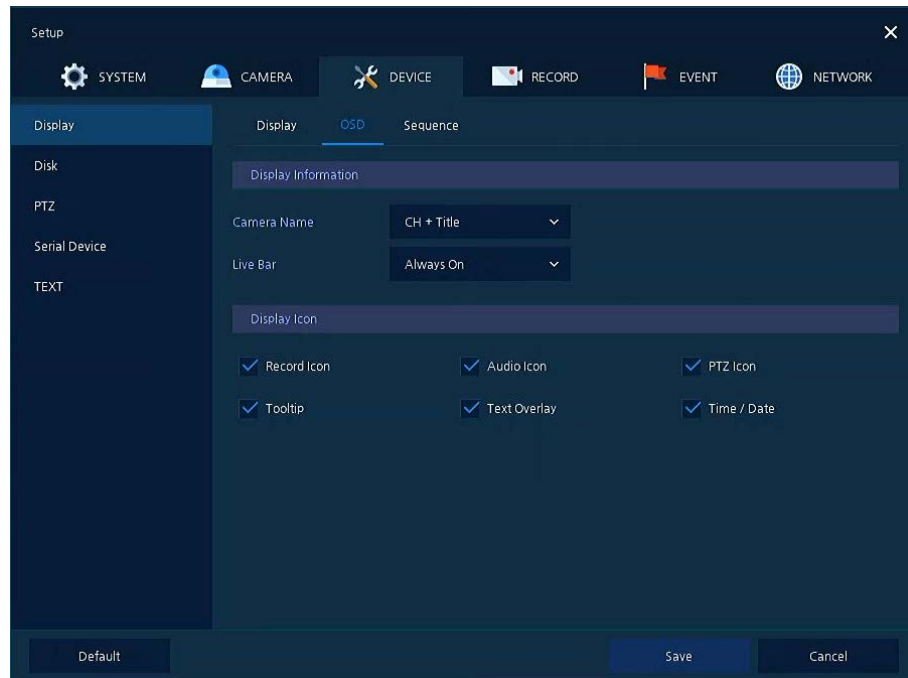 Setup
SYSTEM CAMERA DEVICE RECORD EVENT NETWORK
Display
Disk
PTZ
Serial Device
TEXT
Display OSD Sequence
Display Information
Camera Name CH + Title
Live Bar Always On
Display Icon
Record Icon Audio Icon PTZ Icon
Tooltip Text Overlay Time / Date
Default Save Cancel